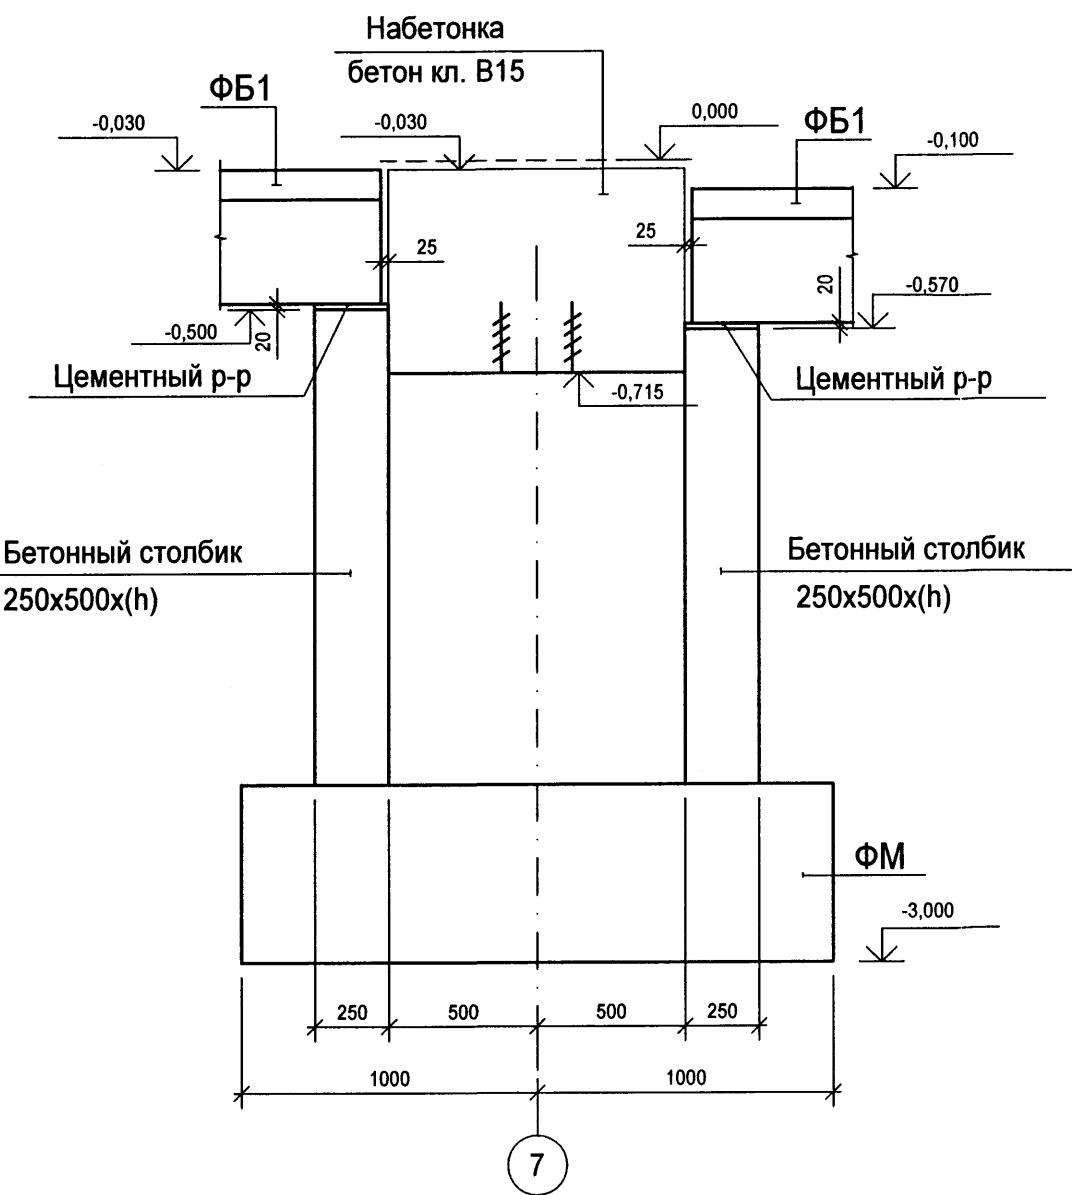 Набетонка
бетон кл. В15
ФБ1
-0,030
-0,030
0,000
ФБ1
-0,100
25
25
20
-0,570
-0,500
20
Цементный р-р
-0,715
Цементный р-р
Бетонный столбик
250х500х(h)
Бетонный столбик
250х500х(h)
ФМ
-3,000
250
500
500
250
1000
1000
7